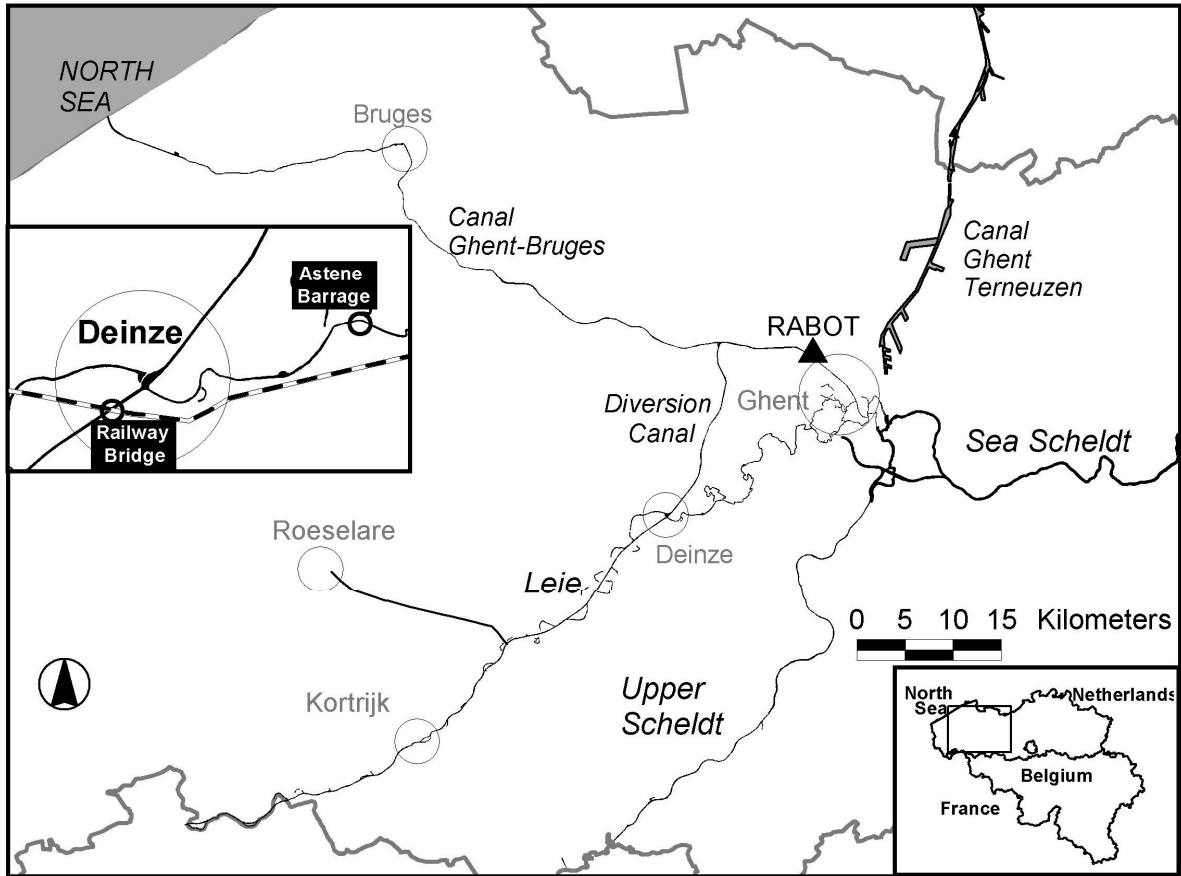 NORTH
SEA
Bruges
Canal
Ghent-Bruges
Canal
Ghent
Terneuzen
Astene
Barrage
Deinze
Railway
Bridge
RABOT
Ghent
Diversion
Canal
Sea Scheldt
Roeselare
Deinze
Leie
0 5 10 15 Kilometers
Upper
Scheldt
Kortrijk
North
Sea
Netherlands
Belgium
France